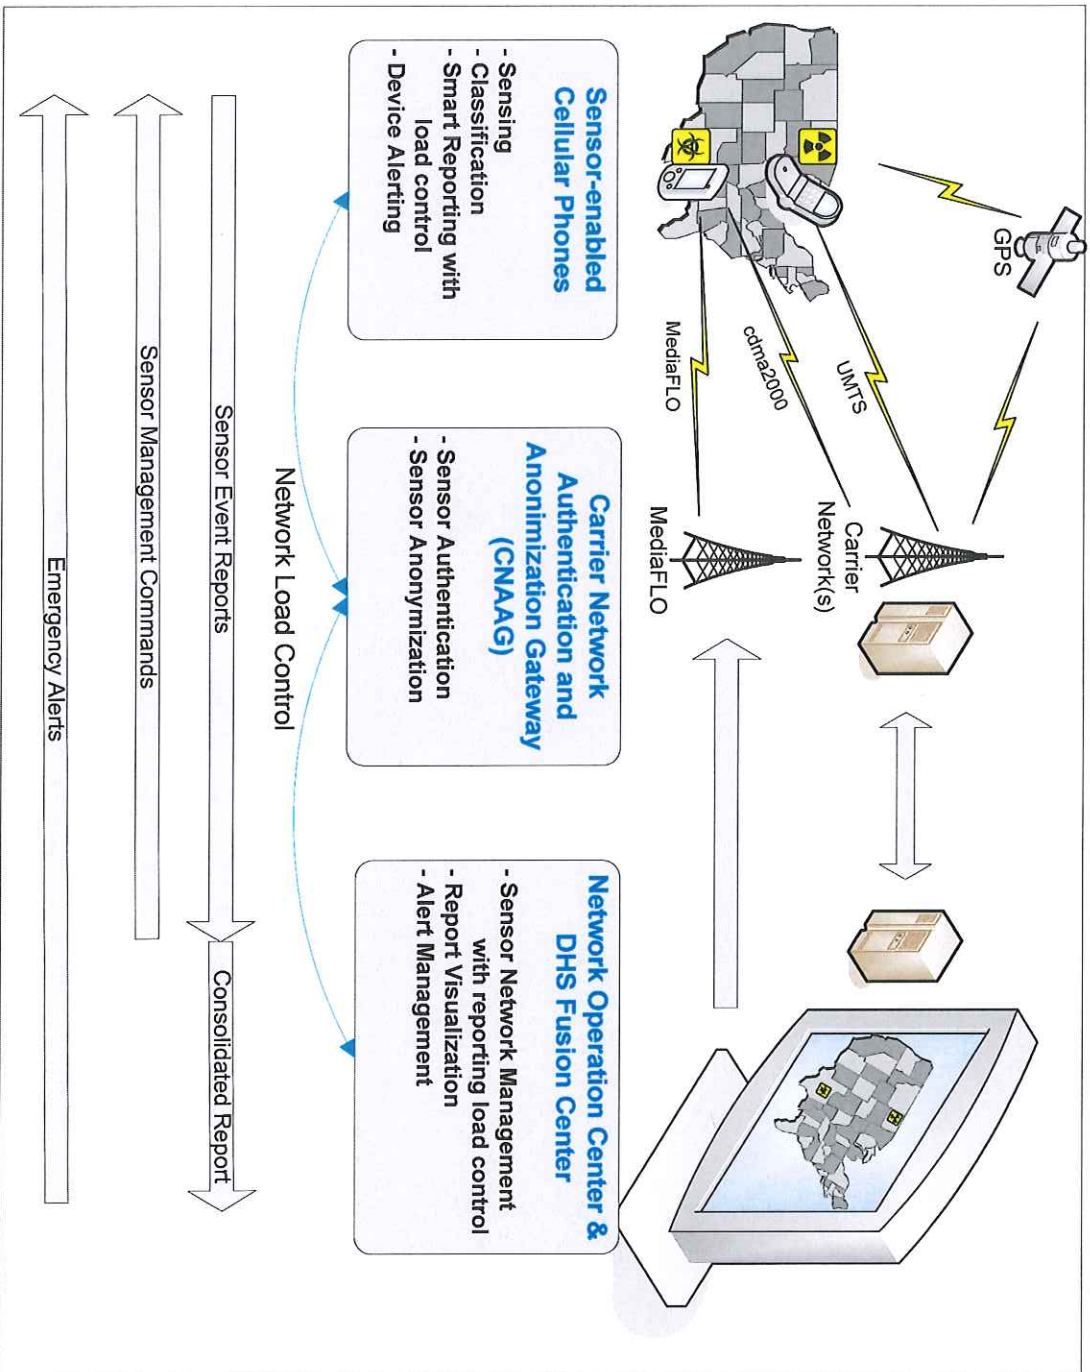 GPS
UMTS
cdma2000
MediaFLO
Carrier
Network(s)
MediaFLO
Sensor-enabled
Cellular Phones
- Sensing
- Classification
- Smart Reporting with
load control
- Device Alerting
Carrier Network
Authentication and
Anonimization Gateway
(CNAAG)
- Sensor Authentication
- Sensor Anonymization
Network Operation Center &
DHS Fusion Center
- Sensor Network Management
with reporting load control
- Report Visualization
- Alert Management
Network Load Control
Sensor Event Reports
Consolidated Report
Sensor Management Commands
Emergency Alerts